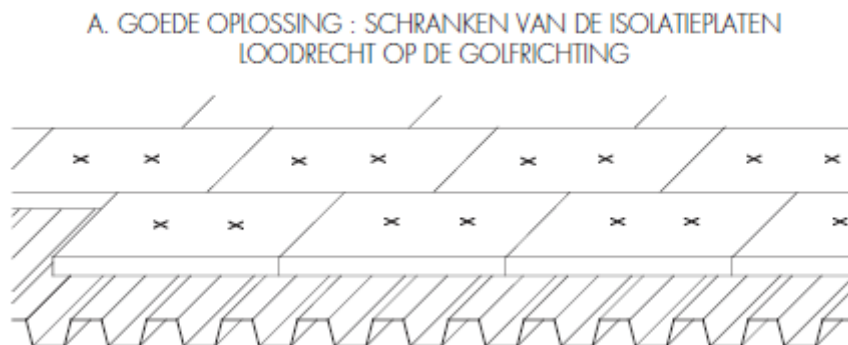 A. GOEDE OPLOSSING : SCHRANKEN VAN DE ISOLATIEPLATEN
LOODRECHT OP DE GOLFRICHTING